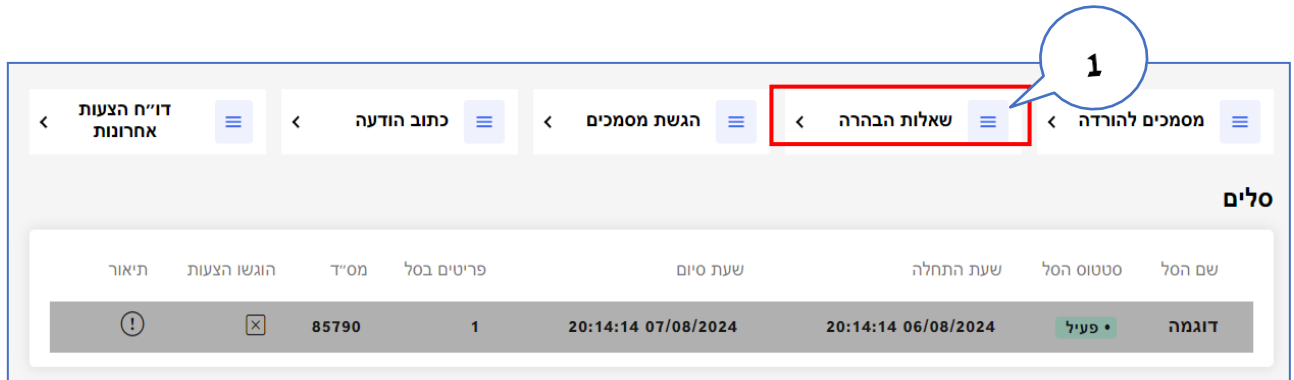 1
מסמכים להורדה
שאלות הבהרה
הגשת מסמכים
כתוב הודעה
דו״ח הצעות
אחרונות
סלים
שם הסל סטטוס הסל שעת התחלה שעת סיום פריטים בסל מס״ד הוגשו הצעות תיאור
דוגמה • פעיל 20:14:14 06/08/2024 20:14:14 07/08/2024 1 85790